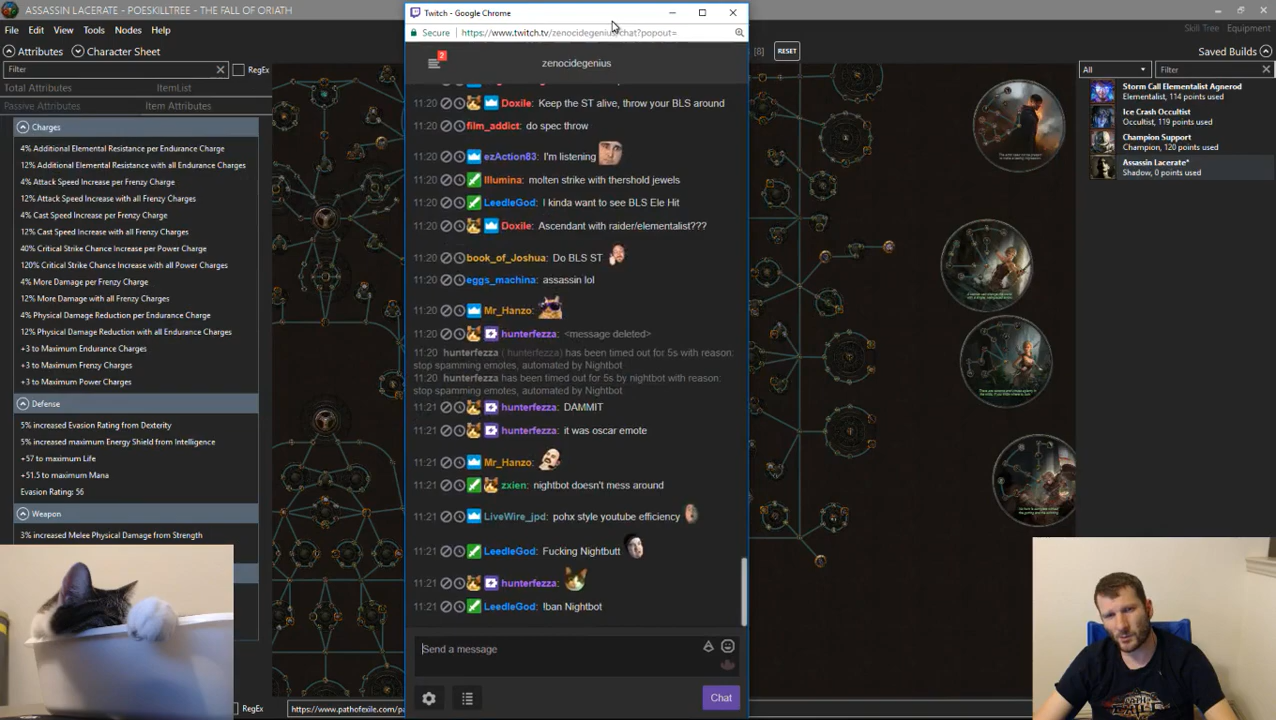 ASSASSIN LACERATE - POESKILLTREE - THE FALL OF ORIATH
File Edit View Tools Nodes Help
Skill Tree Equipment
Attributes Character Sheet
Filter RegEx
Total Attributes ItemList
Passive Attributes Item Attributes
Charges
4% Additional Elemental Resistance per Endurance Charge
12% Additional Elemental Resistance with all Endurance Charges
4% Attack Speed Increase per Frenzy Charge
12% Attack Speed Increase with all Frenzy Charges
4% Cast Speed Increase per Frenzy Charge
12% Cast Speed Increase with all Frenzy Charges
40% Critical Strike Chance Increase per Power Charge
120% Critical Strike Chance Increase with all Power Charges
4% More Damage per Frenzy Charge
12% More Damage with all Frenzy Charges
4% Physical Damage Reduction per Endurance Charge
12% Physical Damage Reduction with all Endurance Charges
+3 to Maximum Endurance Charges
+3 to Maximum Frenzy Charges
+3 to Maximum Power Charges
Defense
5% increased Evasion Rating from Dexterity
5% increased maximum Energy Shield from Intelligence
+57 to maximum Life
+51.5 to maximum Mana
Evasion Rating: 56
Weapon
3% increased Melee Physical Damage from Strength
RegEx
https://www.pathofexile.com/pa
Twitch - Google Chrome
Secure https://www.twitch.tv/zenocidegenius/chat?popout=
2
zenocidegenius
11:20 Doxile: Keep the ST alive, throw your BLS around
11:20 film_addict: do spec throw
11:20 ezAction83: I'm listening
11:20 Illumina: molten strike with thershold jewels
11:20 LeedleGod: I kinda want to see BLS Ele Hit
11:20 Doxile: Ascendant with raider/elementalist???
11:20 book_of_Joshua: Do BLS ST
11:20 eggs_machina: assassin lol
11:20 Mr_Hanzo:
11:20 hunterfezza: <message deleted>
11:20 hunterfezza ( hunterfezza) has been timed out for 5s with reason:
stop spamming emotes, automated by Nightbot
11:20 hunterfezza has been timed out for 5s by nightbot with reason:
stop spamming emotes, automated by Nightbot
11:21 hunterfezza: DAMMIT
11:21 hunterfezza: it was oscar emote
11:21 Mr_Hanzo:
11:21 zxien: nightbot doesn't mess around
11:21 LiveWire_jpd: pohx style youtube efficiency
11:21 LeedleGod: Fucking Nightbutt
11:21 hunterfezza:
11:21 LeedleGod: !ban Nightbot
Send a message
Chat
[8] RESET
Saved Builds
All Filter
Storm Call Elementalist Agnerod
Elementalist, 114 points used
Ice Crash Occultist
Occultist, 119 points used
Champion Support
Champion, 120 points used
Assassin Lacerate*
Shadow, 0 points used